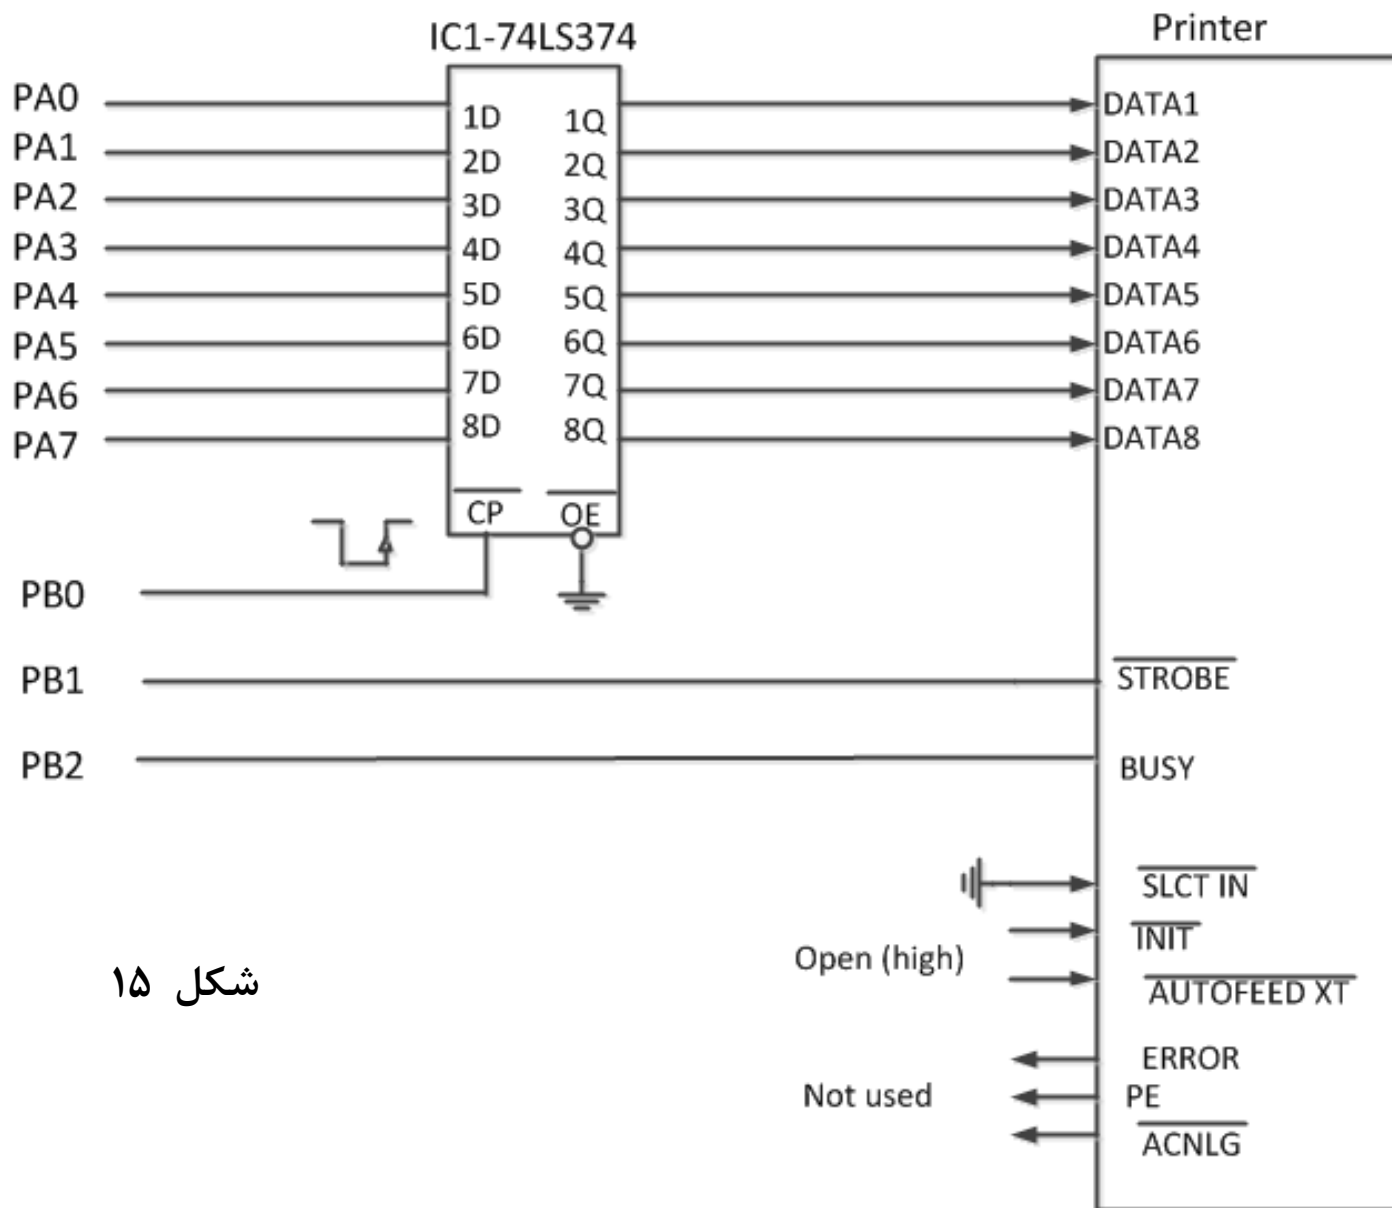 IC1-74LS374
Printer
PA0
PA1
PA2
PA3
PA4
PA5
PA6
PA7
1D 1Q
2D 2Q
3D 3Q
4D 4Q
5D 5Q
6D 6Q
7D 7Q
8D 8Q
CP OE
DATA1
DATA2
DATA3
DATA4
DATA5
DATA6
DATA7
DATA8
PB0
PB1
STROBE
PB2
BUSY
SLCT IN
INIT
Open (high)
AUTOFEED XT
ERROR
Not used
PE
ACNLG
شکل ۱۵